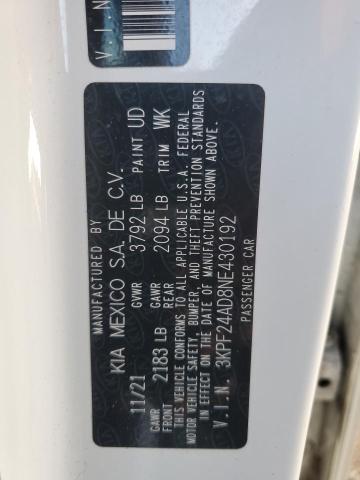 V.I.N
MANUFACTURED BY
KIA MEXICO S.A. DE C.V.
11/21 GVWR 3792 LB PAINT UD
GAWR FRONT 2183 LB GAWR REAR 2094 LB TRIM WK
THIS VEHICLE CONFORMS TO ALL APPLICABLE U.S.A. FEDERAL
MOTOR VEHICLE SAFETY, BUMPER, AND THEFT PREVENTION STANDARDS
IN EFFECT ON THE DATE OF MANUFACTURE SHOWN ABOVE.
V.I.N. 3KPF24AD8NE430192
PASSENGER CAR